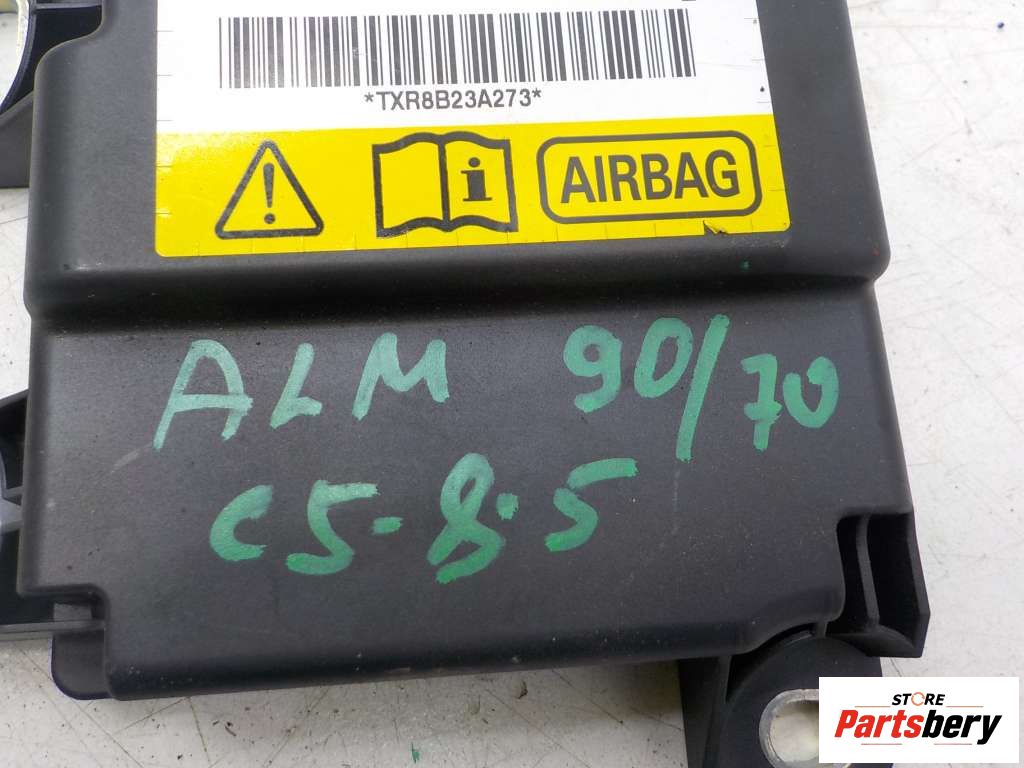 *TXR8B23A273*
AIRBAG
ALM 90/70
C5-8-5
STORE
Partsbery